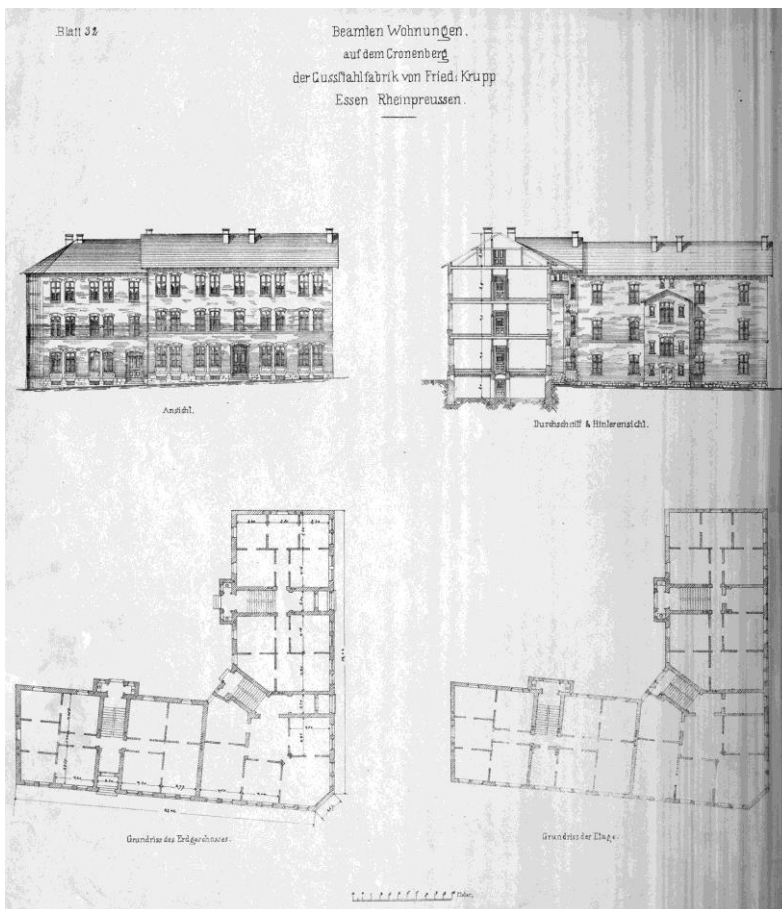 Blatt 32
Beamten Wohnungen.
auf dem Cronenberg
der Gussstahlfabrik von Fried: Krupp
Essen Rheinpreussen.
Ansicht.
Durchschnitt & Hinteransicht.
Grundriss des Erdgeschosses.
Grundriss der Etage.
Meter.